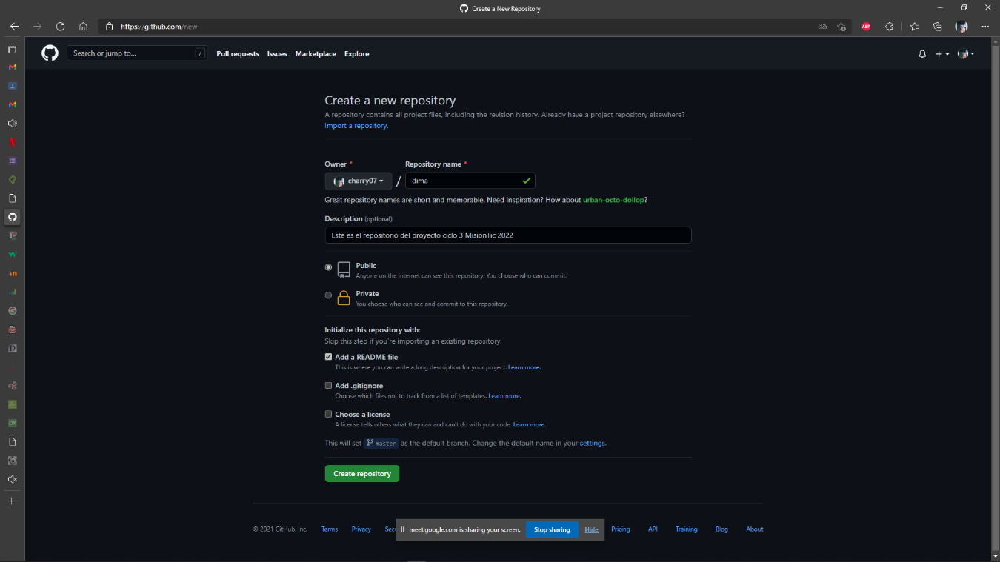 Create a New Repository
https://github.com/new
ABP
Search or jump to...
/
Pull requests
Issues
Marketplace
Explore
Create a new repository
A repository contains all project files, including the revision history. Already have a project repository elsewhere?
Import a repository.
Owner *
Repository name *
charry07
/
dima
Great repository names are short and memorable. Need inspiration? How about urban-octo-dollop?
Description (optional)
Este es el repositorio del proyecto ciclo 3 MisionTic 2022
Public
Anyone on the internet can see this repository. You choose who can commit.
Private
You choose who can see and commit to this repository.
Initialize this repository with:
Skip this step if you're importing an existing repository.
Add a README file
This is where you can write a long description for your project. Learn more.
Add .gitignore
Choose which files not to track from a list of templates. Learn more.
Choose a license
A license tells others what they can and can't do with your code. Learn more.
This will set master as the default branch. Change the default name in your settings.
Create repository
© 2021 GitHub, Inc.
Terms
Privacy
meet.google.com is sharing your screen.
Stop sharing
Hide
Pricing
API
Training
Blog
About